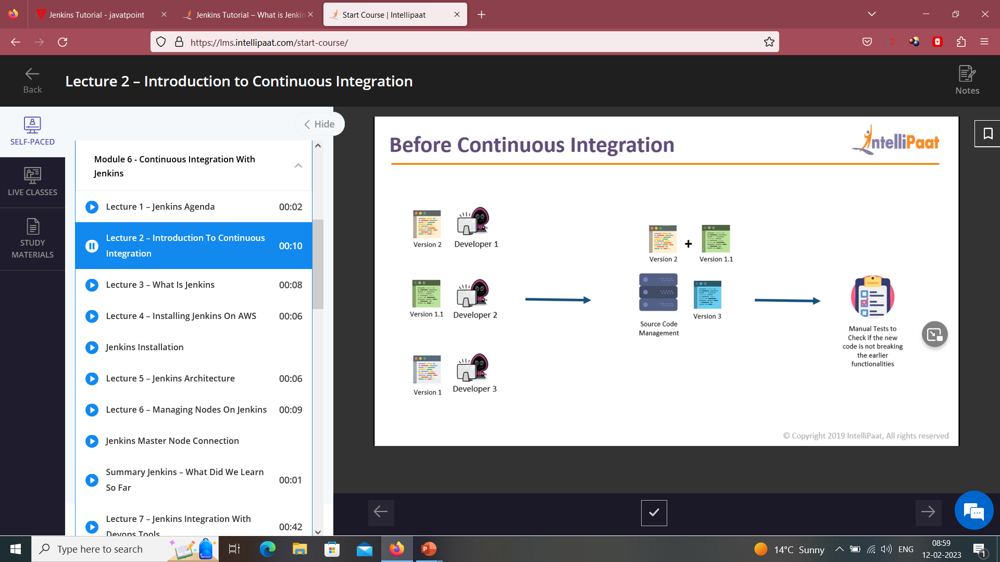 Jenkins Tutorial - javatpoint
Jenkins Tutorial – What is Jenkin
Start Course | Intellipaat
https://lms.intellipaat.com/start-course/
Back
Lecture 2 – Introduction to Continuous Integration
Notes
SELF-PACED
LIVE CLASSES
STUDY
MATERIALS
Hide
Module 6 - Continuous Integration With
Jenkins
Lecture 1 – Jenkins Agenda 00:02
Lecture 2 – Introduction To Continuous
Integration 00:10
Lecture 3 – What Is Jenkins 00:08
Lecture 4 – Installing Jenkins On AWS 00:06
Jenkins Installation
Lecture 5 – Jenkins Architecture 00:06
Lecture 6 – Managing Nodes On Jenkins 00:09
Jenkins Master Node Connection
Summary Jenkins – What Did We Learn
So Far 00:01
Lecture 7 – Jenkins Integration With
Devops Tools 00:42
Before Continuous Integration
IntelliPaat
Version 2 Developer 1
Version 1.1 Developer 2
Version 1 Developer 3
Version 2 + Version 1.1
Source Code
Management
Version 3
Manual Tests to
Check if the new
code is not breaking
the earlier
functionalities
© Copyright 2019 IntelliPaat, All rights reserved
Type here to search
14°C Sunny
ENG
08:59
12-02-2023
1